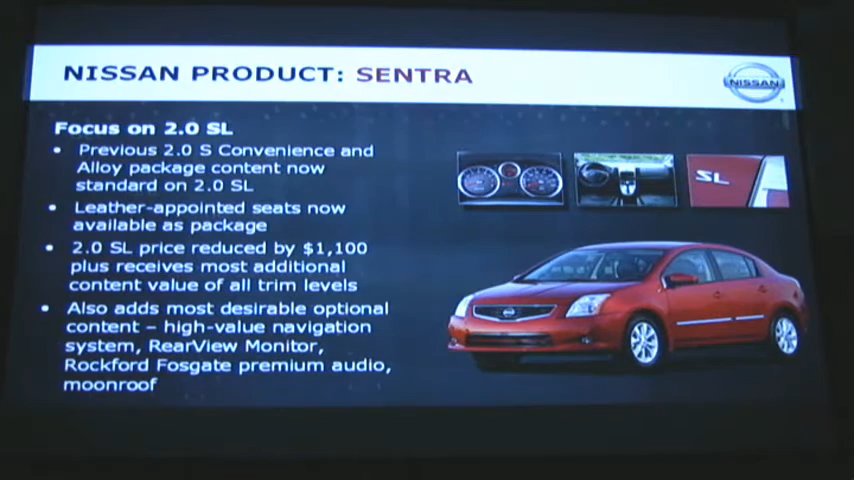 NISSAN PRODUCT: SENTRA
NISSAN
Focus on 2.0 SL
• Previous 2.0 S Convenience and
Alloy package content now
standard on 2.0 SL
• Leather-appointed seats now
available as package
• 2.0 SL price reduced by $1,100
plus receives most additional
content value of all trim levels
• Also adds most desirable optional
content – high-value navigation
system, RearView Monitor,
Rockford Fosgate premium audio,
moonroof
SL